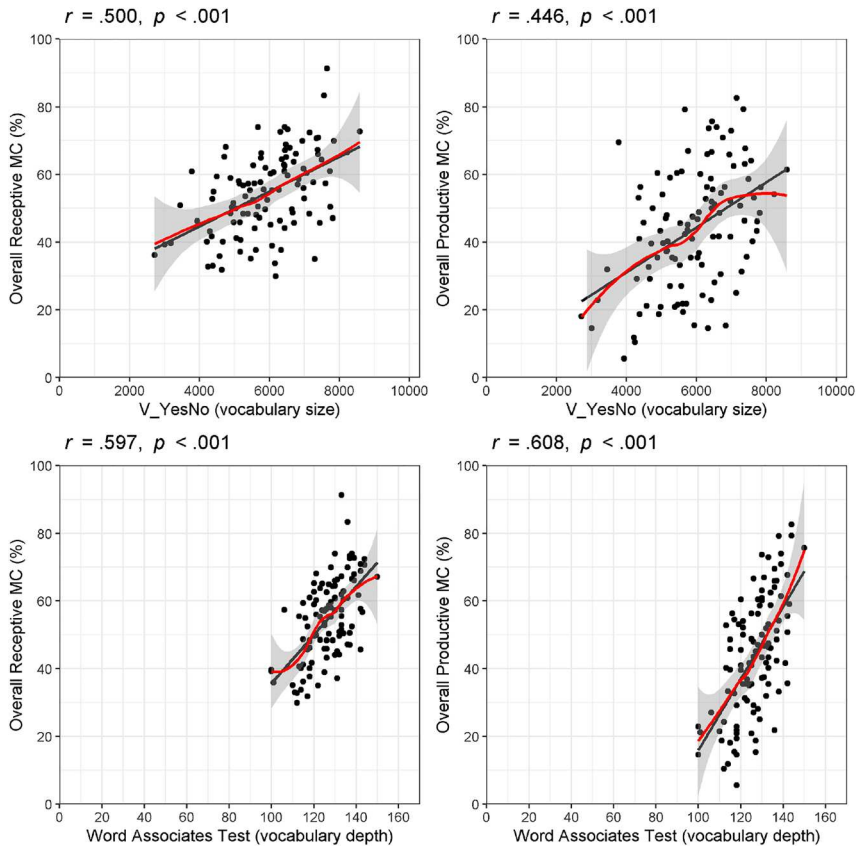 r = .500, p < .001
r = .446, p < .001
100
80
60
40
20
0
Overall Receptive MC (%)
0 2000 4000 6000 8000 10000
V_YesNo (vocabulary size)
100
80
60
40
20
0
Overall Productive MC (%)
0 2000 4000 6000 8000 10000
V_YesNo (vocabulary size)
r = .597, p < .001
r = .608, p < .001
100
80
60
40
20
0
Overall Receptive MC (%)
0 20 40 60 80 100 120 140 160
Word Associates Test (vocabulary depth)
100
80
60
40
20
0
Overall Productive MC (%)
0 20 40 60 80 100 120 140 160
Word Associates Test (vocabulary depth)